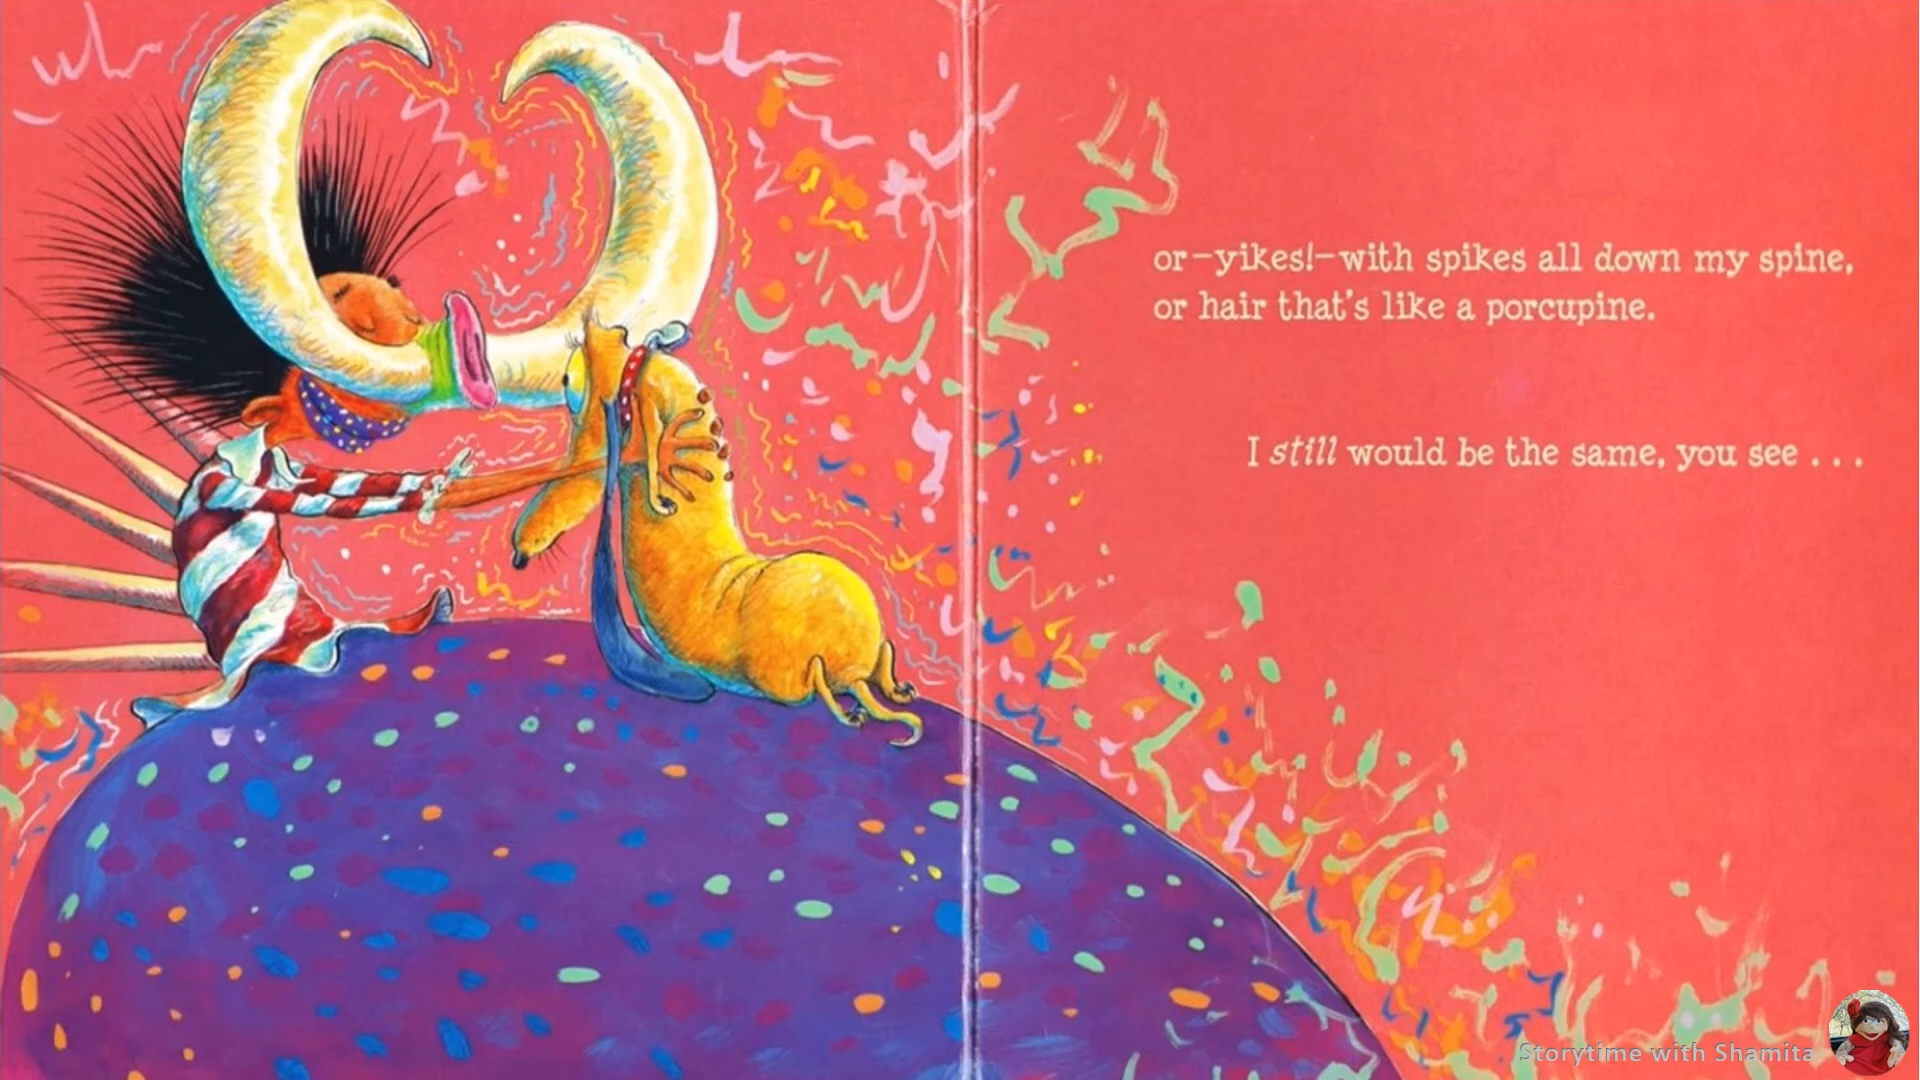 or—yikes!—with spikes all down my spine,
or hair that's like a porcupine.
I still would be the same, you see . . .
Storytime with Shamita